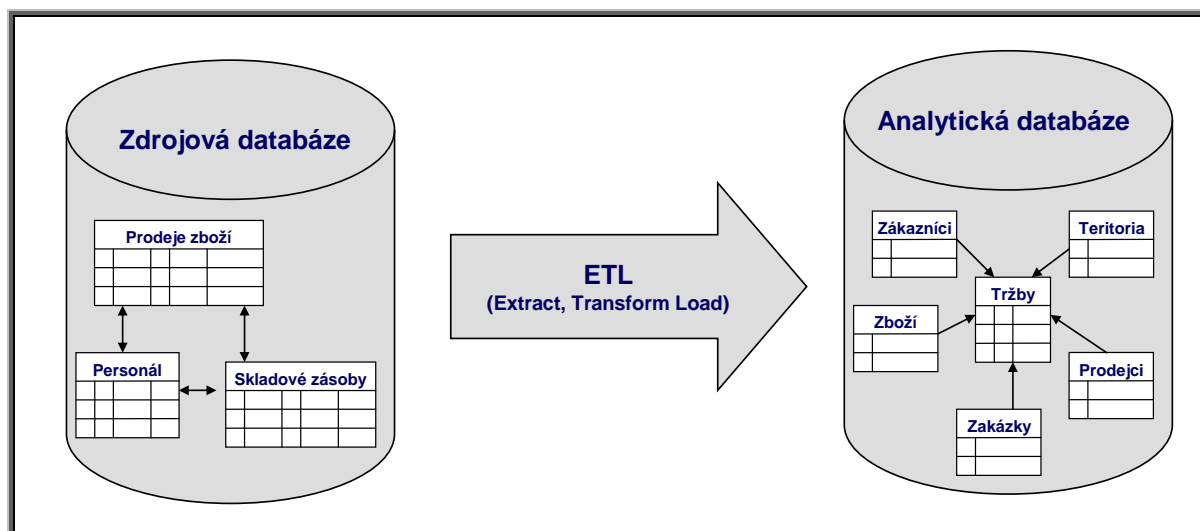 Zdrojová databáze
Prodeje zboží
Personál
Skladové zásoby
ETL
(Extract, Transform Load)
Analytická databáze
Zákazníci
Teritoria
Tržby
Zboží
Prodejci
Zakázky